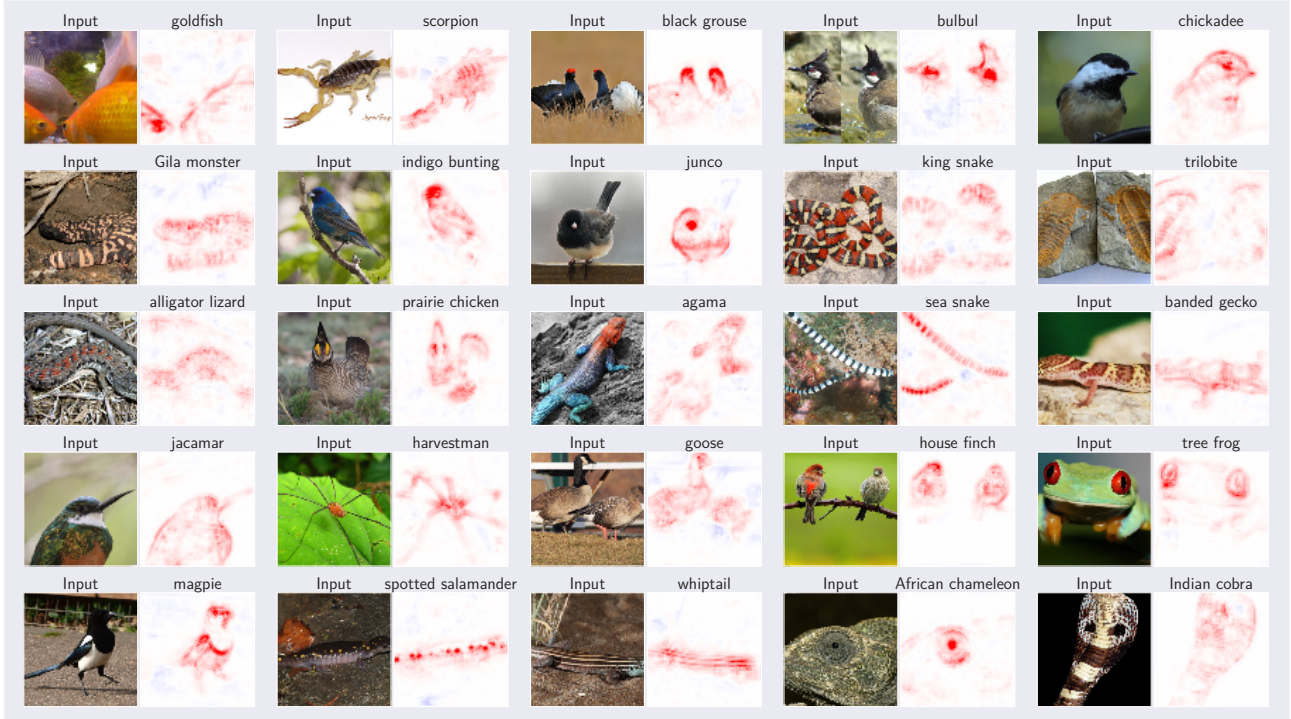 Input goldfish Input scorpion Input black grouse Input bulbul Input chickadee
Input Gila monster Input indigo bunting Input junco Input king snake Input trilobite
Input alligator lizard Input prairie chicken Input agama Input sea snake Input banded gecko
Input jacamar Input harvestman Input goose Input house finch Input tree frog
Input magpie Input spotted salamander Input whiptail Input African chameleon Input Indian cobra